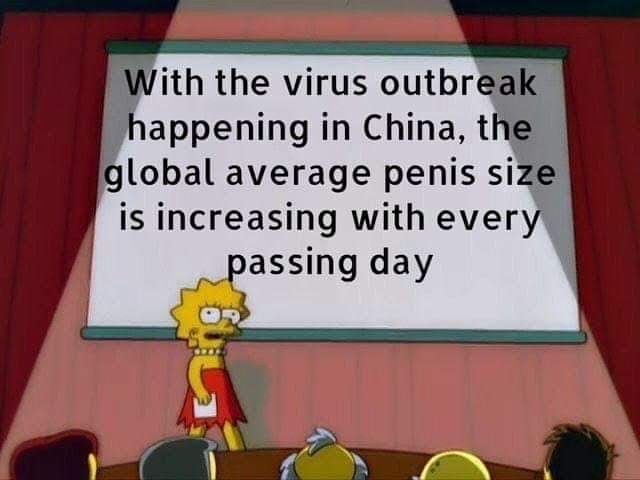 With the virus outbreak
happening in China, the
global average penis size
is increasing with every
passing day